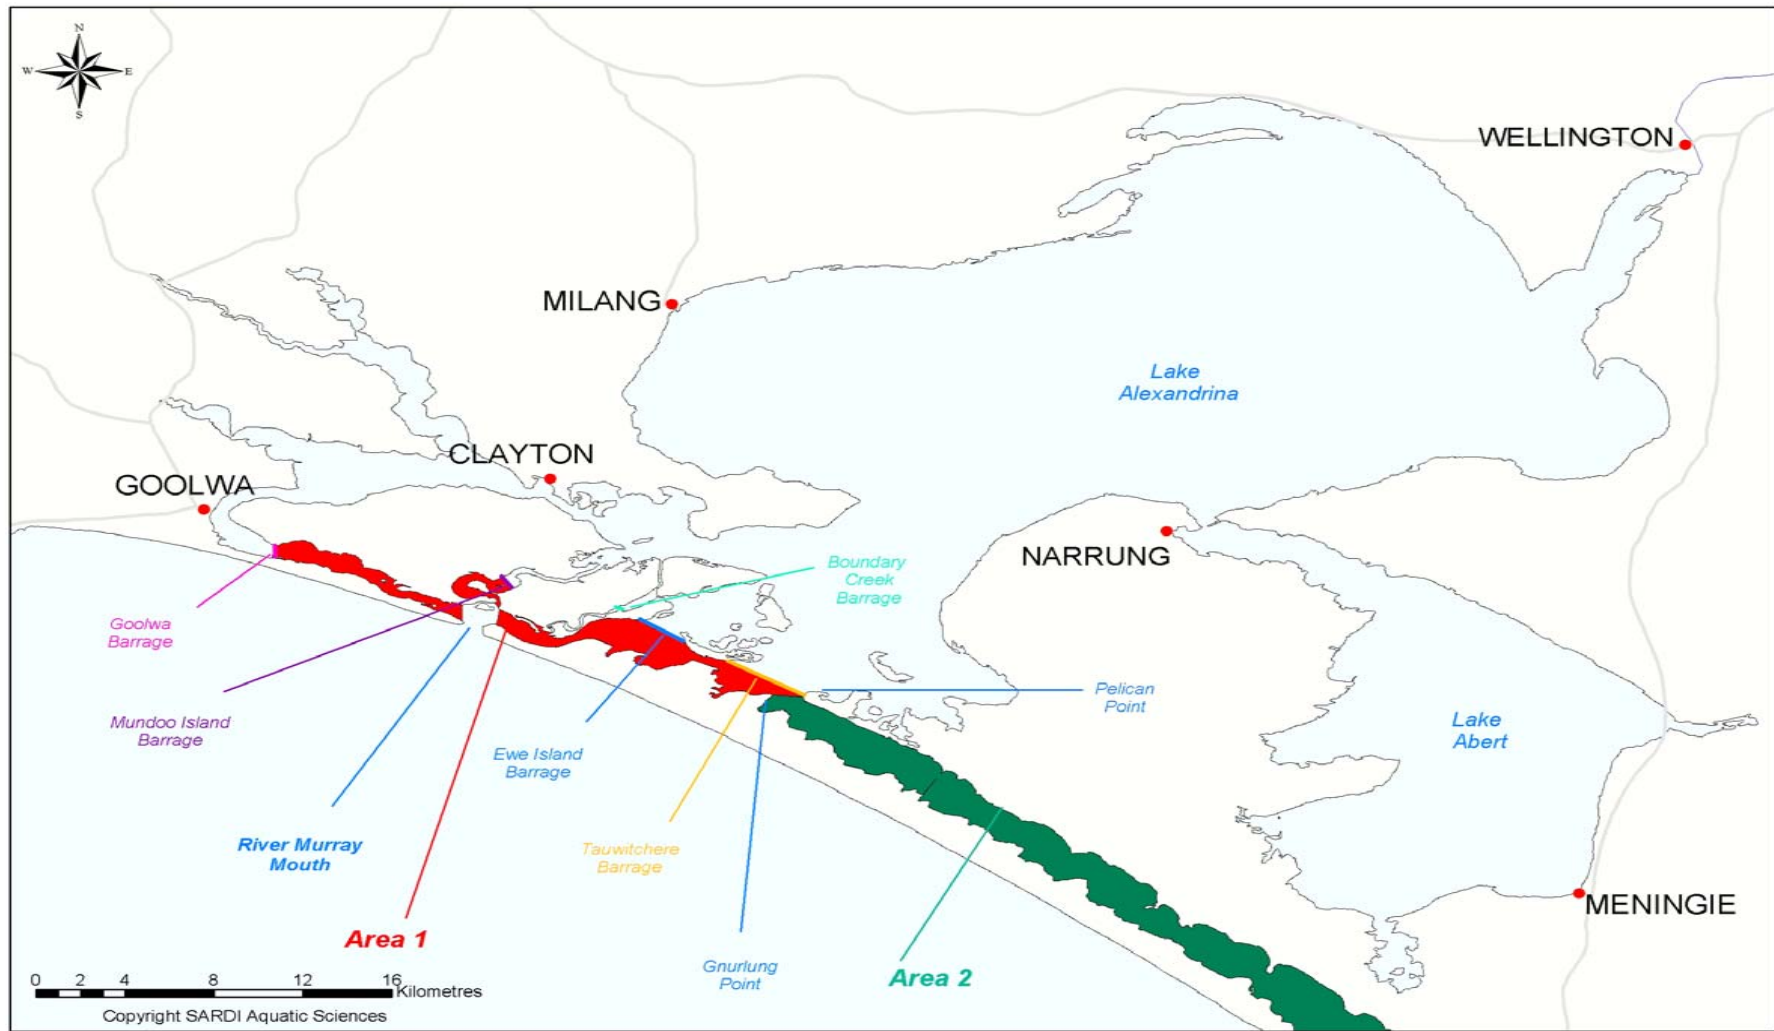 N
W E
S
WELLINGTON
MILANG
Lake
Alexandrina
CLAYTON
GOOLWA
NARRUNG
Boundary
Creek
Barrage
Goolwa
Barrage
Mundoo Island
Barrage
Ewe Island
Barrage
Pelican
Point
Lake
Abert
River Murray
Mouth
Tauwitchere
Barrage
Area 1
Gnurlung
Point
Area 2
MENINGIE
0 2 4 8 12 16
Kilometres
Copyright SARDI Aquatic Sciences